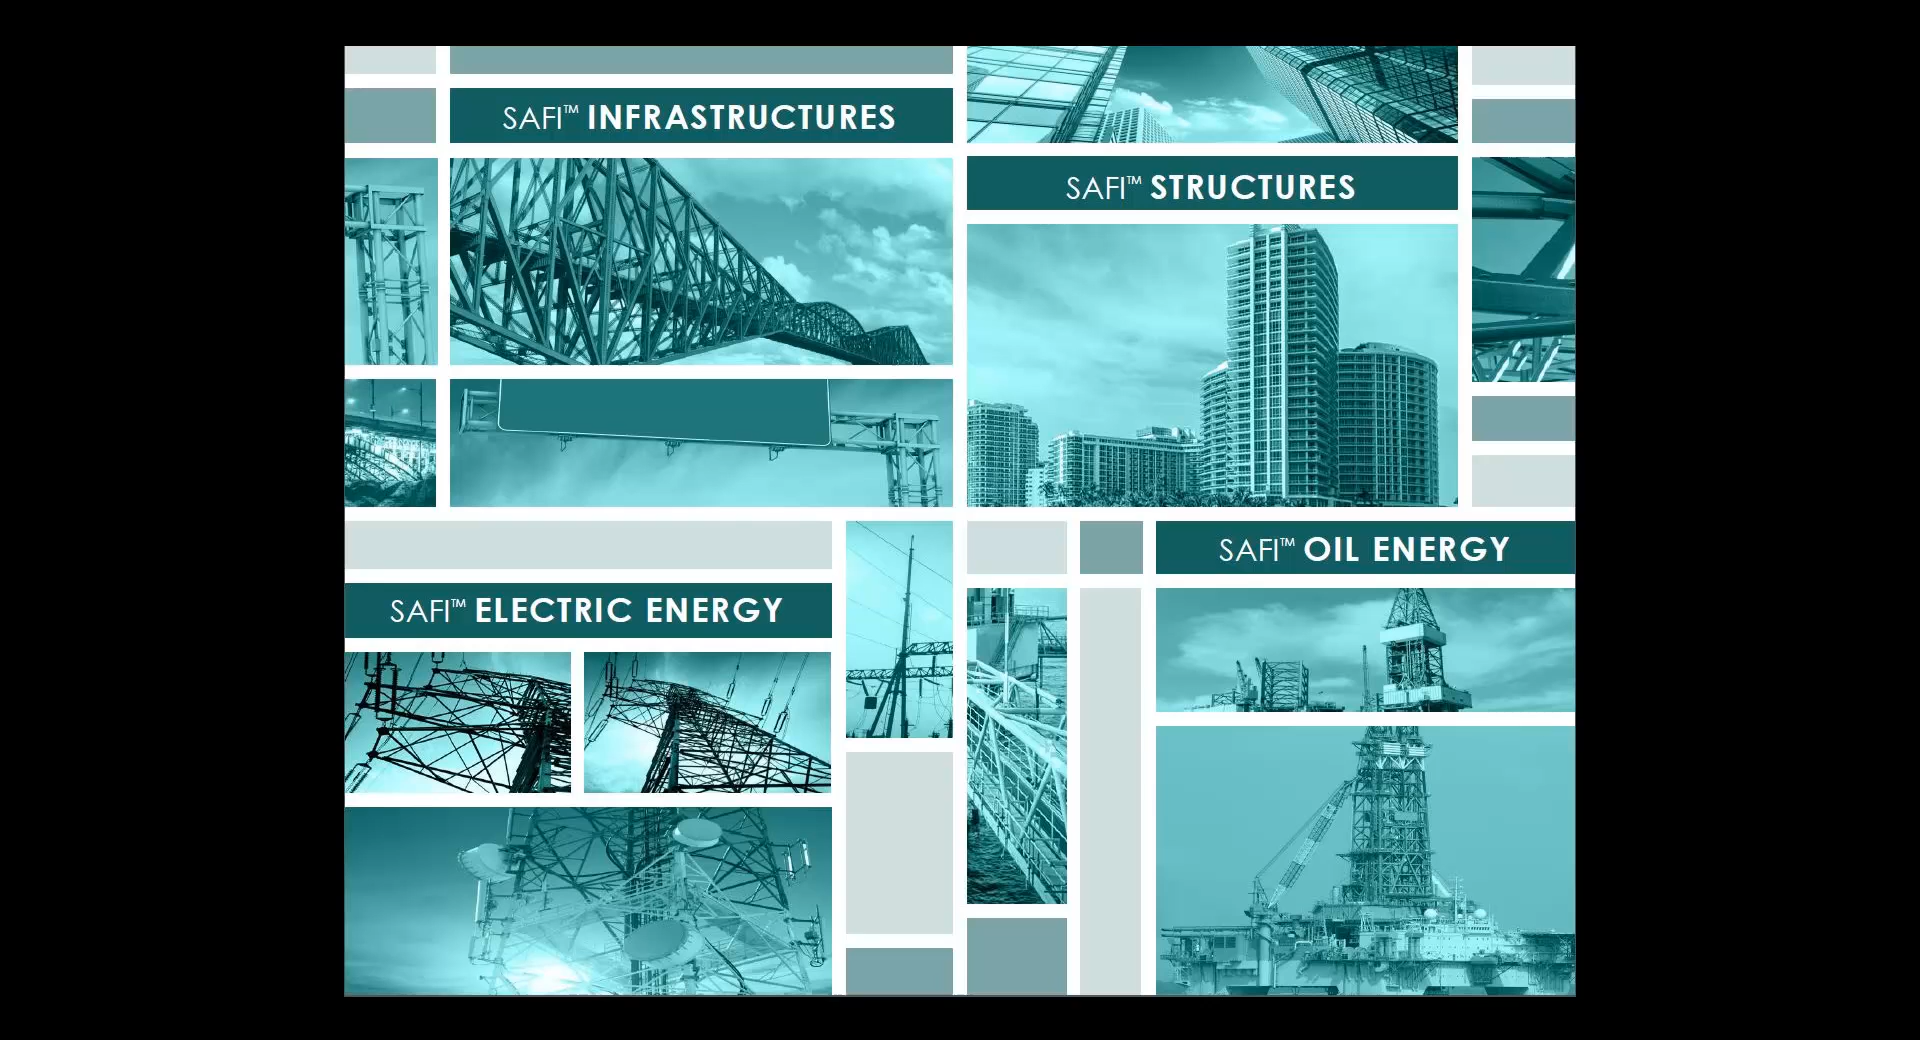 SAFI™ INFRASTRUCTURES
SAFI™ STRUCTURES
SAFI™ OIL ENERGY
SAFI™ ELECTRIC ENERGY